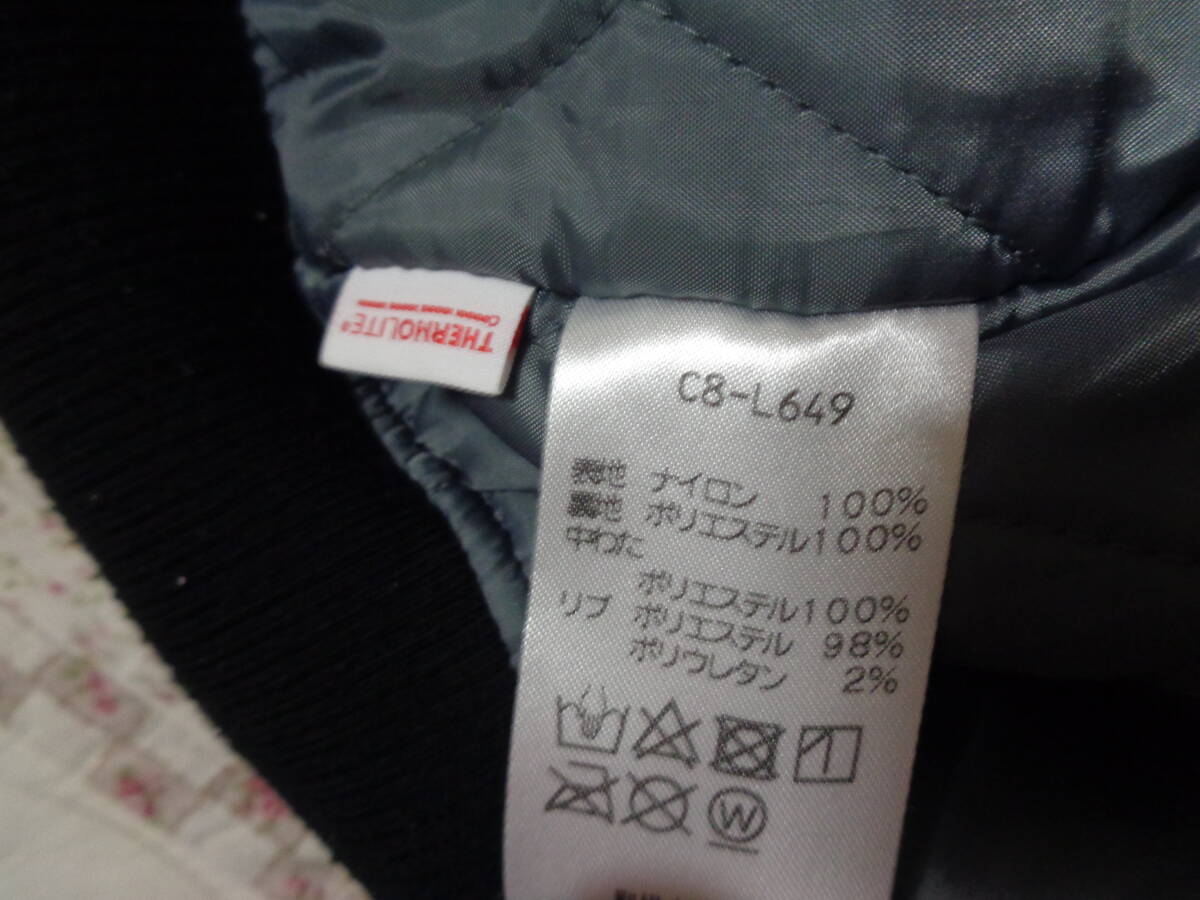 THERMOLITE®
C8-L649
表地 ナイロン 100%
裏地 ポリエステル100%
中わた
ポリエステル100%
リブ ポリエステル 98%
ポリウレタン 2%
W